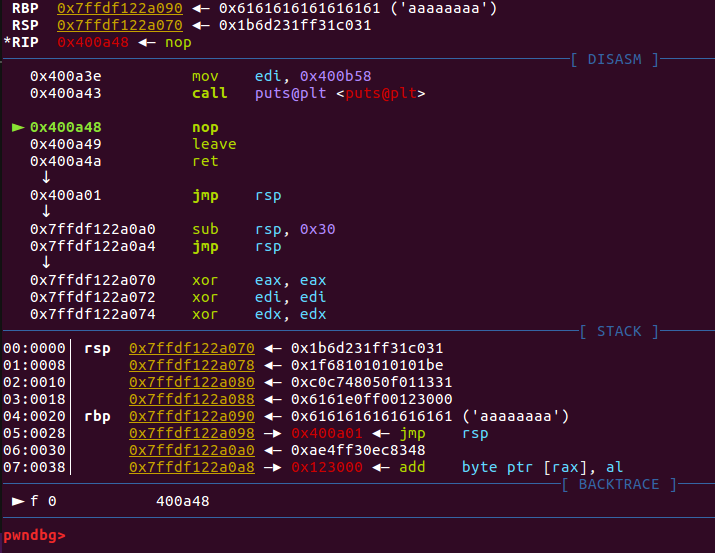 RBP 0x7ffdf122a090 ◂— 0x6161616161616161 ('aaaaaaaa')
RSP 0x7ffdf122a070 ◂— 0x1b6d231ff31c031
*RIP 0x400a48 ◂— nop
[ DISASM ]
0x400a3e mov edi, 0x400b58
0x400a43 call puts@plt <puts@plt>
► 0x400a48 nop
0x400a49 leave
0x400a4a ret
↓
0x400a01 jmp rsp
↓
0x7ffdf122a0a0 sub rsp, 0x30
0x7ffdf122a0a4 jmp rsp
↓
0x7ffdf122a070 xor eax, eax
0x7ffdf122a072 xor edi, edi
0x7ffdf122a074 xor edx, edx
[ STACK ]
00:0000│ rsp 0x7ffdf122a070 ◂— 0x1b6d231ff31c031
01:0008│ 0x7ffdf122a078 ◂— 0x1f68101010101be
02:0010│ 0x7ffdf122a080 ◂— 0xc0c748050f011331
03:0018│ 0x7ffdf122a088 ◂— 0x6161e0ff00123000
04:0020│ rbp 0x7ffdf122a090 ◂— 0x6161616161616161 ('aaaaaaaa')
05:0028│ 0x7ffdf122a098 —▸ 0x400a01 ◂— jmp rsp
06:0030│ 0x7ffdf122a0a0 ◂— 0xae4ff30ec8348
07:0038│ 0x7ffdf122a0a8 —▸ 0x123000 ◂— add byte ptr [rax], al
[ BACKTRACE ]
► f 0 400a48
pwndbg>